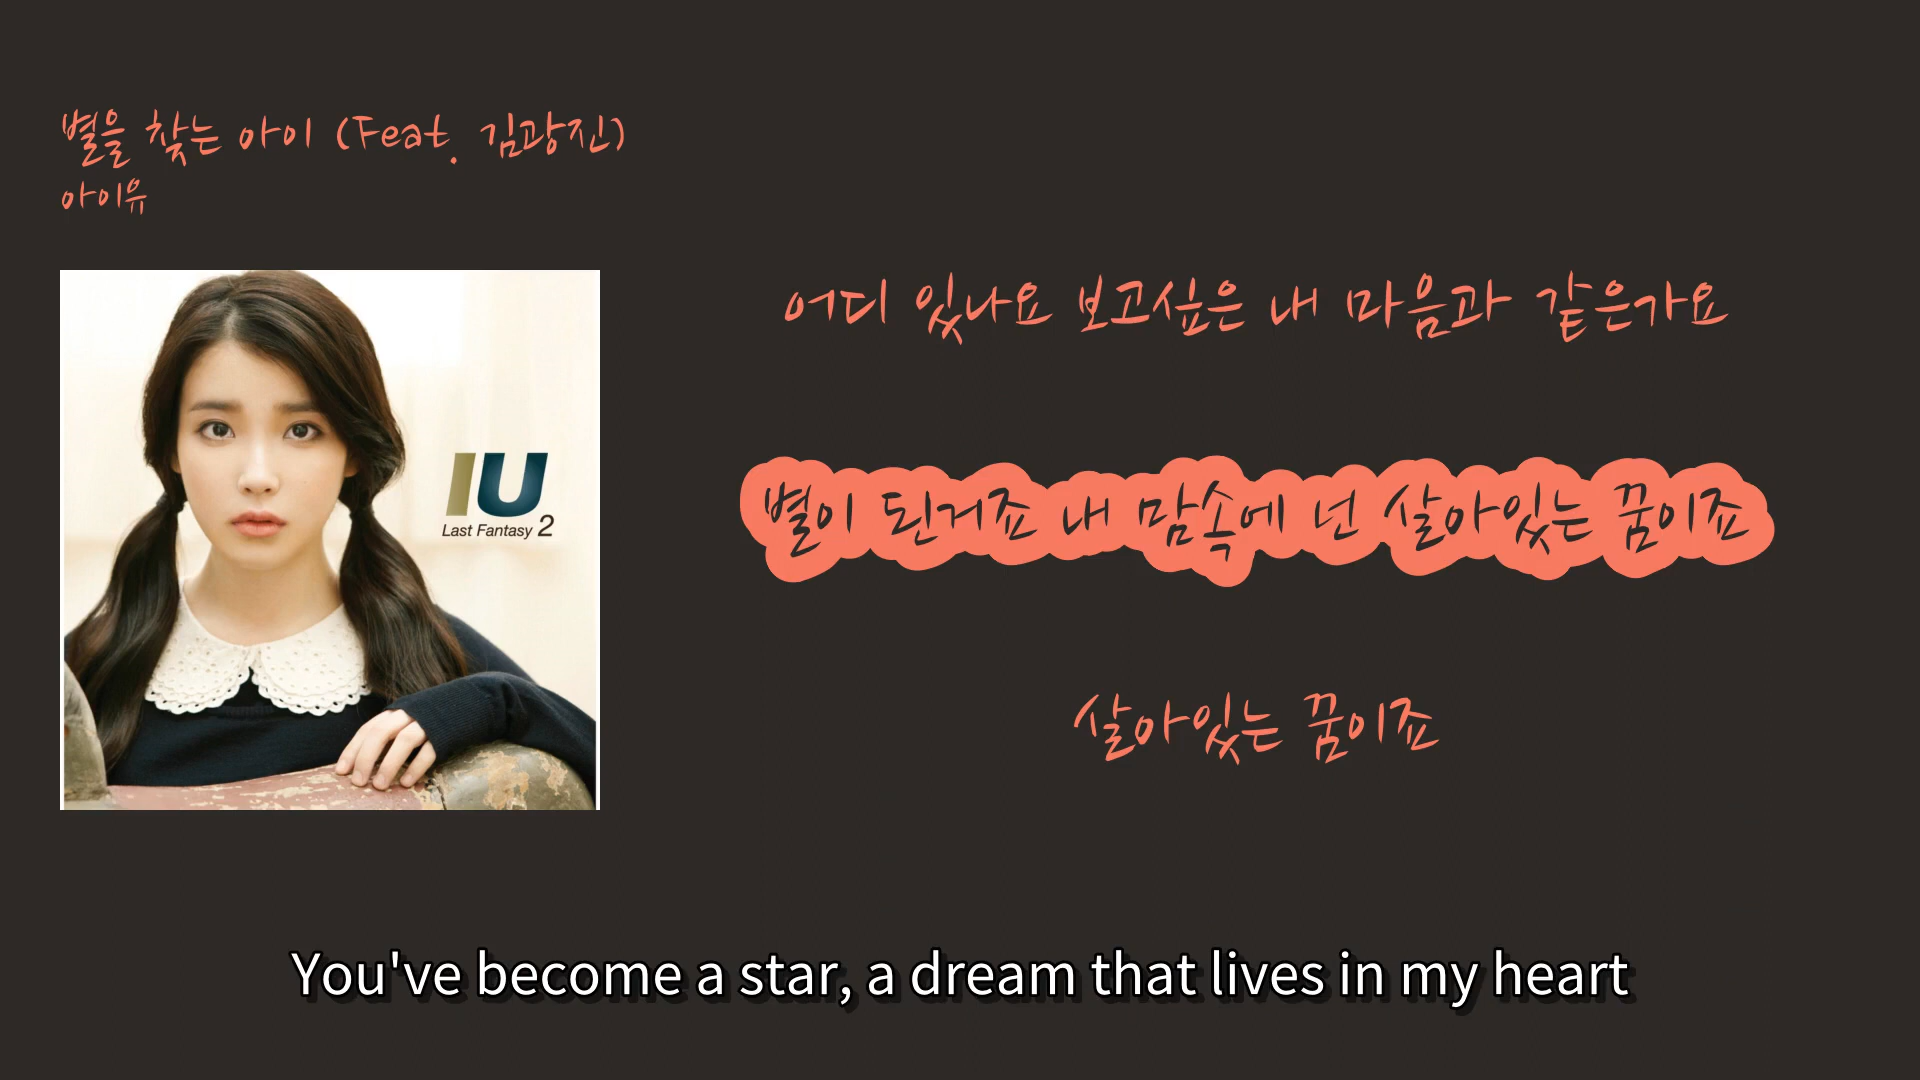 별을 찾는 아이 (Feat. 김광진)
아이유
IU
Last Fantasy 2
어디 있나요 보고싶은 내 마음과 같은가요
별이 된거죠 내 맘속에 넌 살아있는 꿈이죠
살아있는 꿈이죠
You've become a star, a dream that lives in my heart